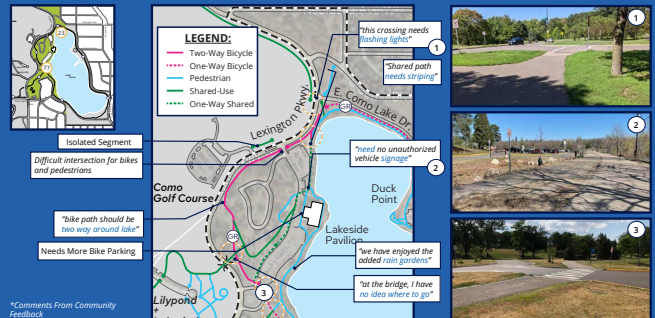 23
77
LEGEND:
Two-Way Bicycle
One-Way Bicycle
Pedestrian
Shared-Use
One-Way Shared
"this crossing needs
flashing lights"
1
"Shared path
needs striping"
Lexington Pkwy.
GR
E. Como Lake Dr.
Isolated Segment
Difficult intersection for bikes
and pedestrians
"need no unauthorized
vehicle signage"
2
Como
Golf Course
Duck
Point
"bike path should be
two way around lake"
Lakeside
Pavilion
GR
Needs More Bike Parking
"we have enjoyed the
added rain gardens"
"at the bridge, I have
no idea where to go"
3
Lilypond
+
*Comments From Community
Feedback
1
2
3